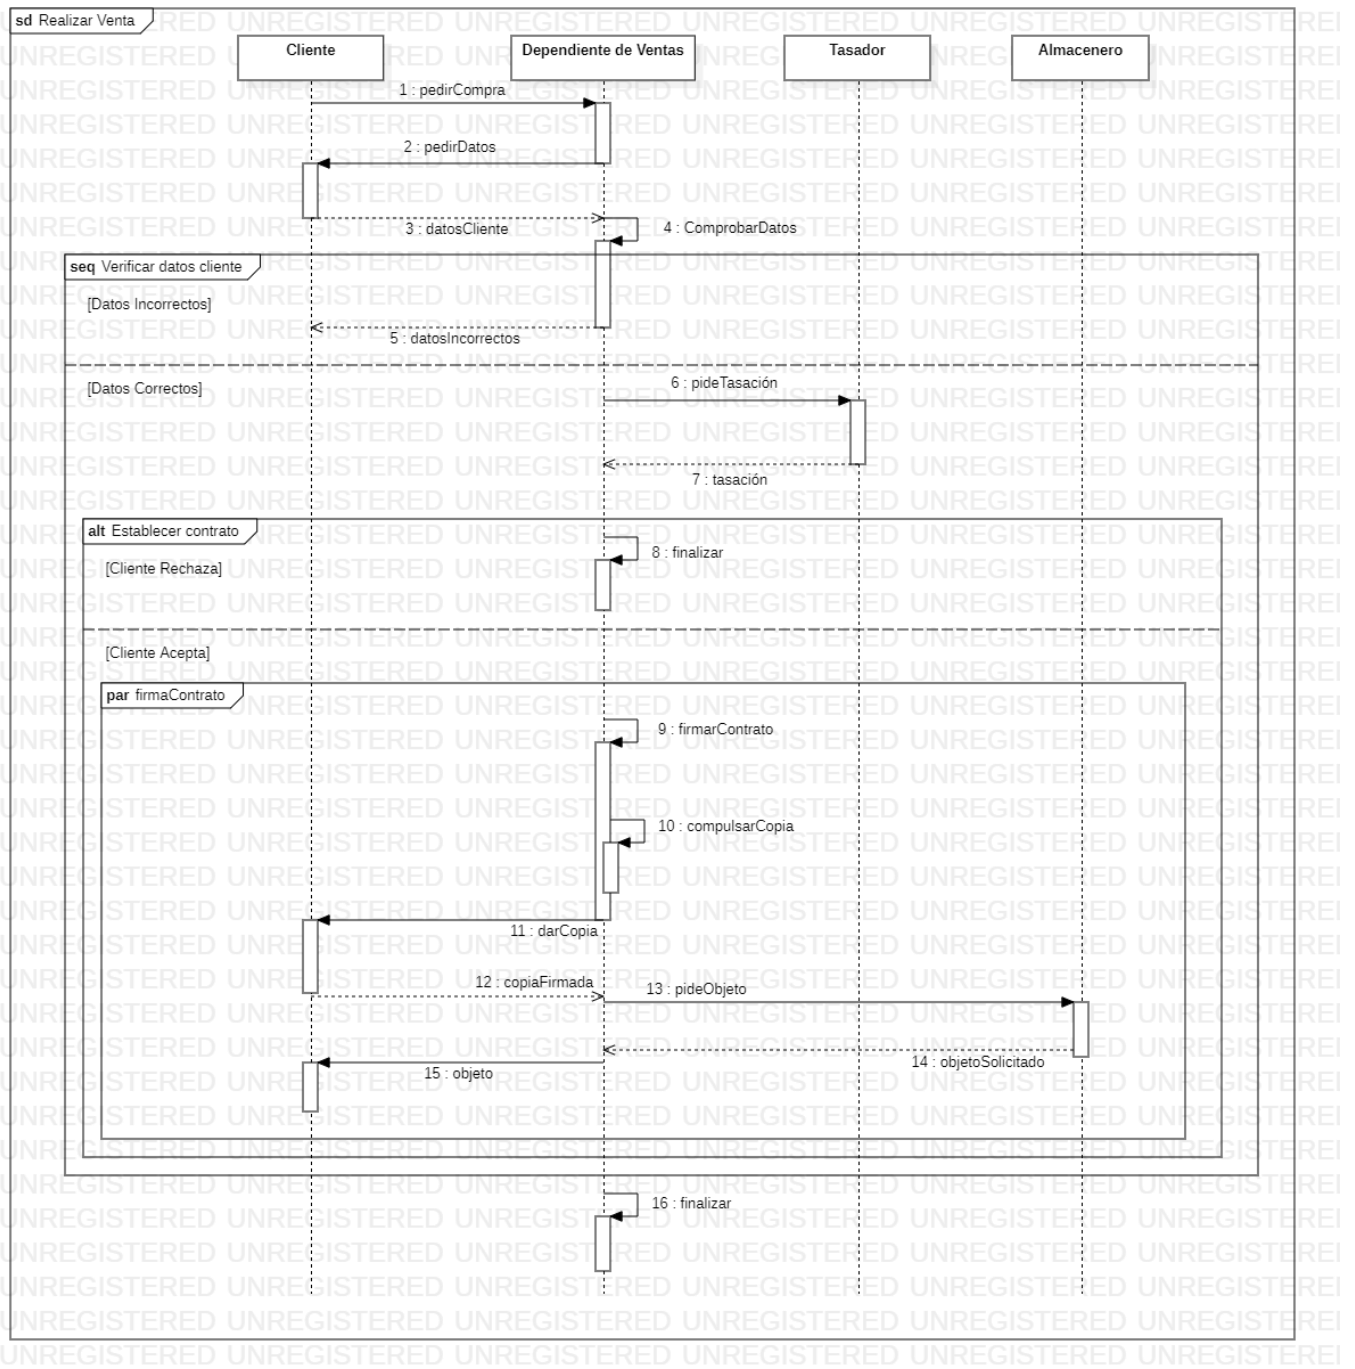 sd Realizar Venta
Cliente
Dependiente de Ventas
Tasador
Almacenero
1 : pedirCompra
2 : pedirDatos
3 : datosCliente
4 : ComprobarDatos
seq Verificar datos cliente
[Datos Incorrectos]
5 : datosIncorrectos
[Datos Correctos]
6 : pideTasación
7 : tasación
alt Establecer contrato
8 : finalizar
[Cliente Rechaza]
[Cliente Acepta]
par firmaContrato
9 : firmarContrato
10 : compulsarCopia
11 : darCopia
12 : copiaFirmada
13 : pideObjeto
14 : objetoSolicitado
15 : objeto
16 : finalizar
UNREGISTERED